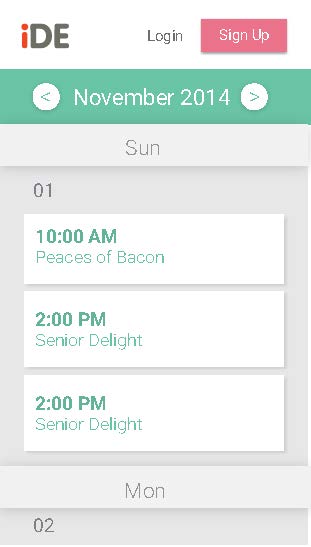 iDE
Login
Sign Up
< November 2014 >
Sun
01
10:00 AM
Peaces of Bacon
2:00 PM
Senior Delight
2:00 PM
Senior Delight
Mon
02